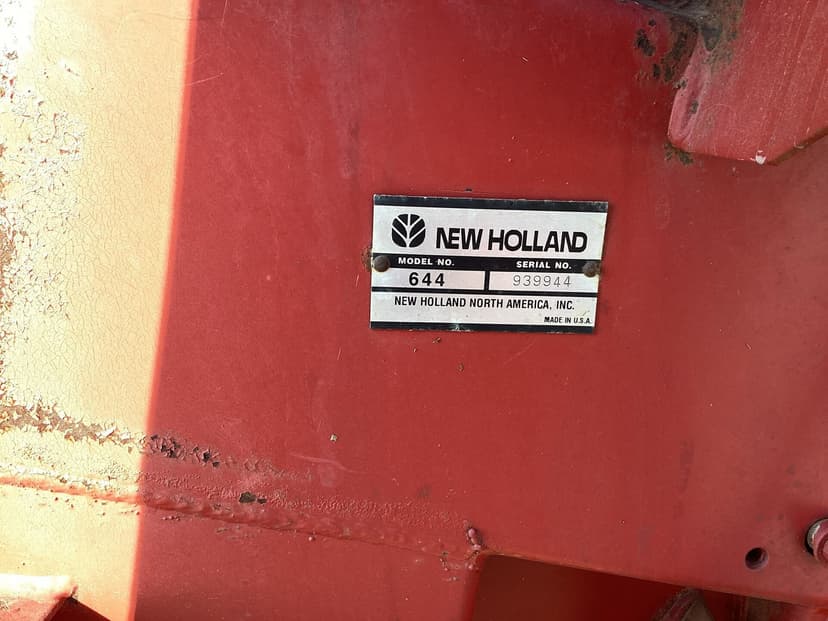 NEW HOLLAND
MODEL NO. SERIAL NO.
644 939944
NEW HOLLAND NORTH AMERICA, INC.
MADE IN U.S.A.